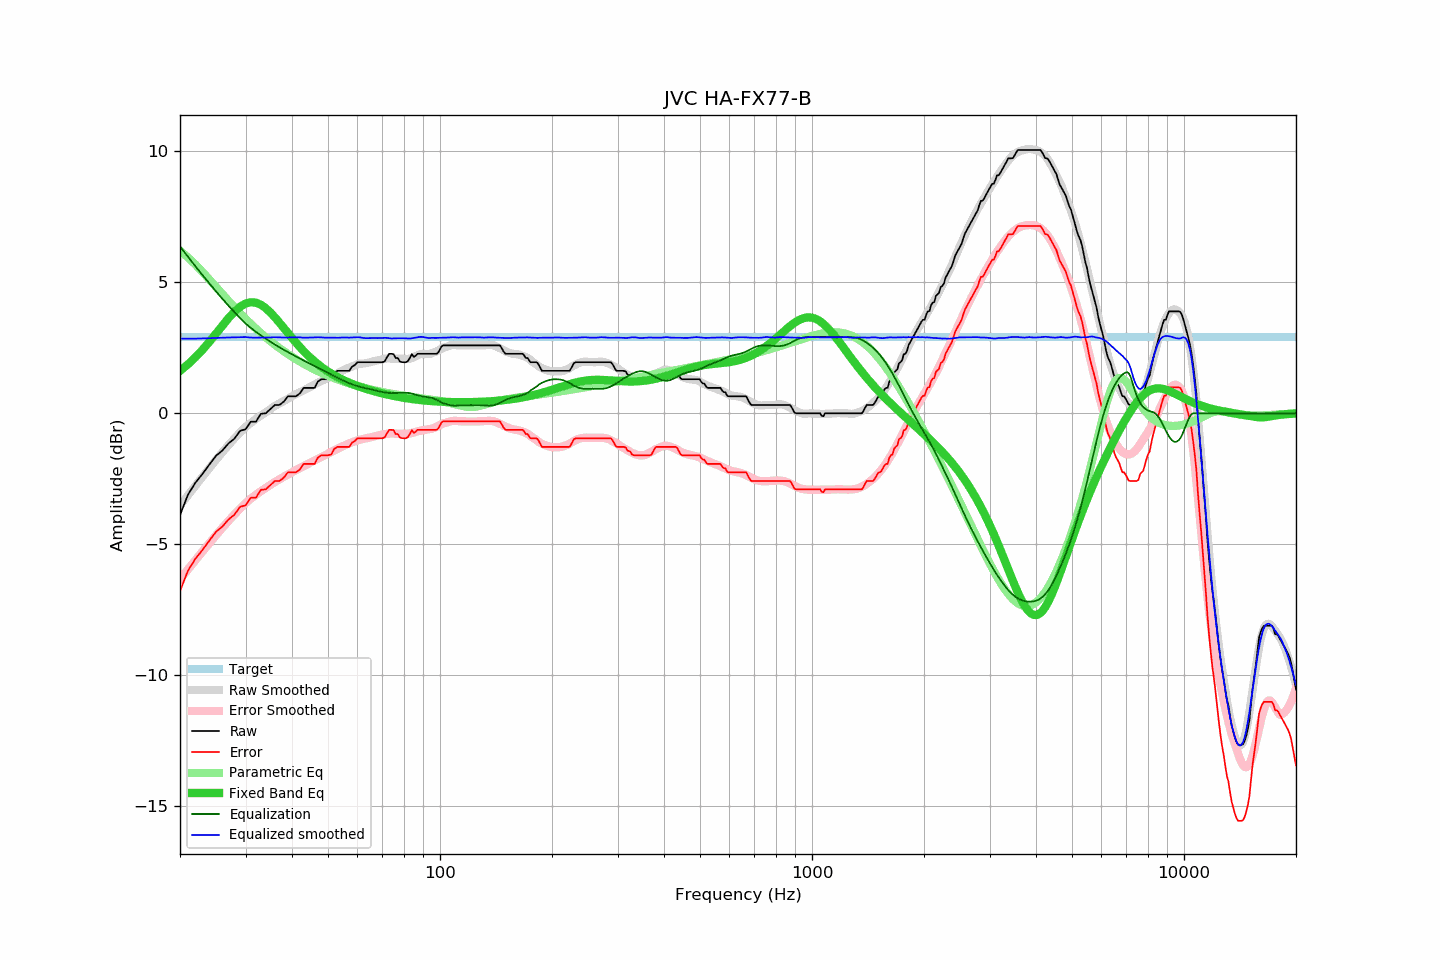 JVC HA-FX77-B
Amplitude (dBr)
10
5
0
−5
−10
−15
Target
Raw Smoothed
Error Smoothed
Raw
Error
Parametric Eq
Fixed Band Eq
Equalization
Equalized smoothed
100
1000
10000
Frequency (Hz)